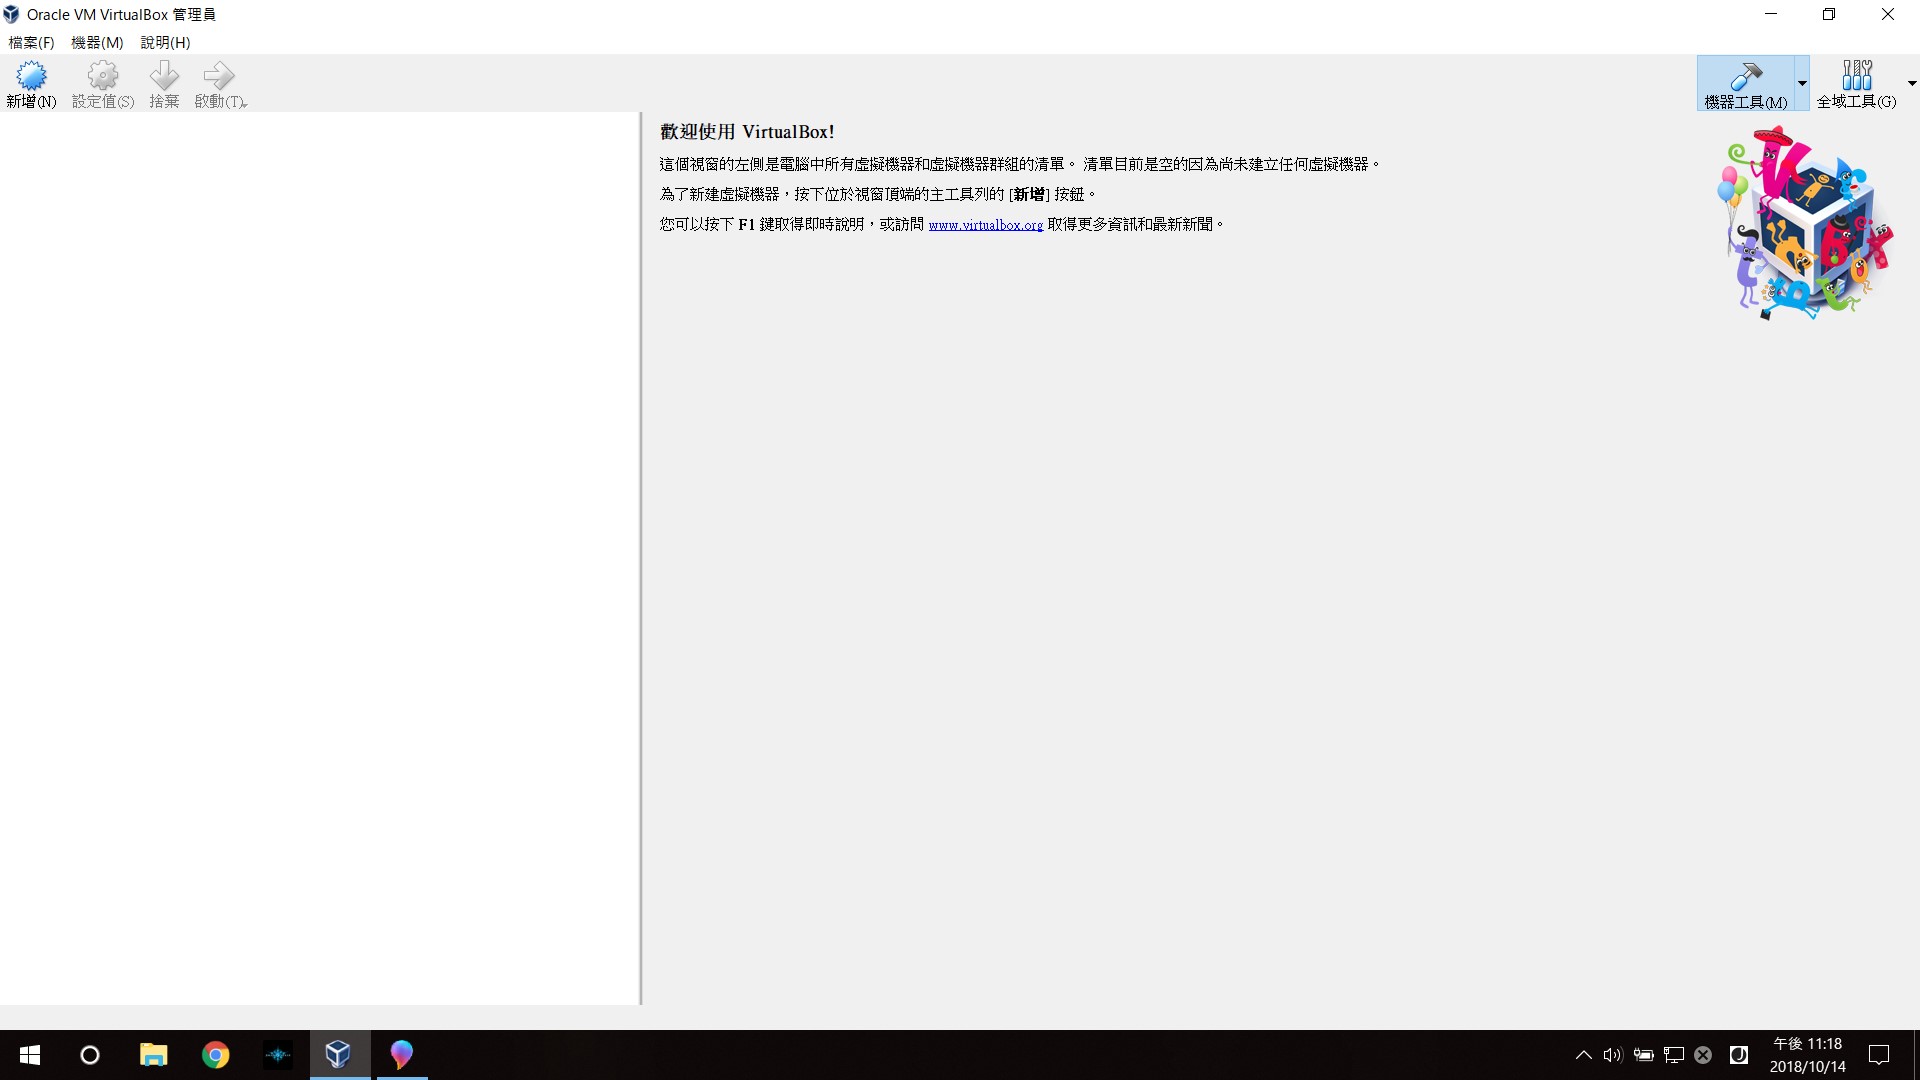 Oracle VM VirtualBox 管理員
檔案(F) 機器(M) 說明(H)
新增(N) 設定值(S) 捨棄 啟動(T) 機器工具(M) 全域工具(G)
歡迎使用 VirtualBox!
這個視窗的左側是電腦中所有虛擬機器和虛擬機器群組的清單。 清單目前是空的因為尚未建立任何虛擬機器。
為了新建虛擬機器，按下位於視窗頂端的主工具列的 [新增] 按鈕。
您可以按下 F1 鍵取得即時說明，或訪問 www.virtualbox.org 取得更多資訊和最新新聞。
午後 11:18
2018/10/14